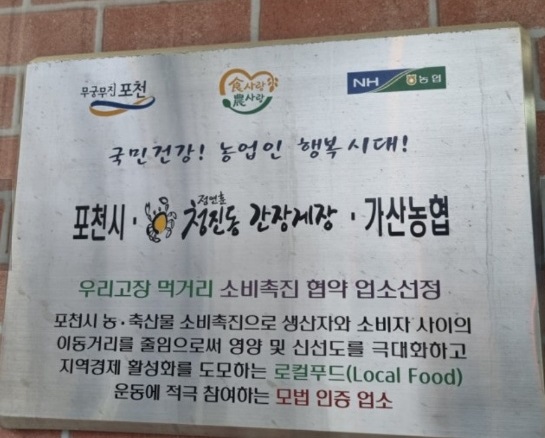 무궁무진 포천
食사랑
農사랑
NH 농협
국민건강! 농업인 행복시대!
포천시 · 청진동 간장게장 · 가산농협
우리고장 먹거리 소비촉진 협약 업소선정
포천시 농·축산물 소비촉진으로 생산자와 소비자 사이의
이동거리를 줄임으로써 영양 및 신선도를 극대화하고
지역경제 활성화를 도모하는 로컬푸드(Local Food)
운동에 적극 참여하는 모범 인증 업소